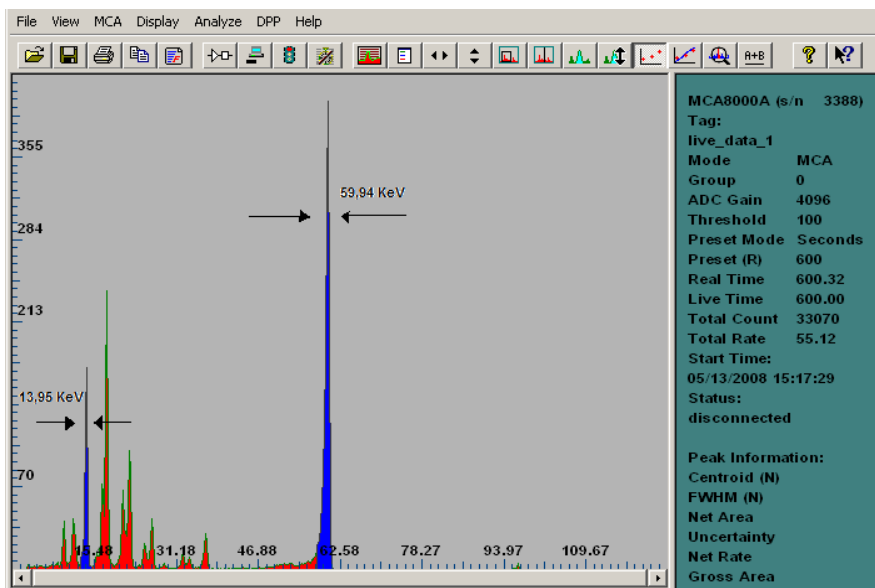 File View MCA Display Analyze DPP Help
A+B
355
284
213
70
59,94 KeV
13,95 KeV
15.48 31.18 46.88 62.58 78.27 93.97 109.67
MCA8000A (s/n 3388)
Tag:
live_data_1
Mode MCA
Group 0
ADC Gain 4096
Threshold 100
Preset Mode Seconds
Preset (R) 600
Real Time 600.32
Live Time 600.00
Total Count 33070
Total Rate 55.12
Start Time:
05/13/2008 15:17:29
Status:
disconnected
Peak Information:
Centroid (N)
FWHM (N)
Net Area
Uncertainty
Net Rate
Gross Area